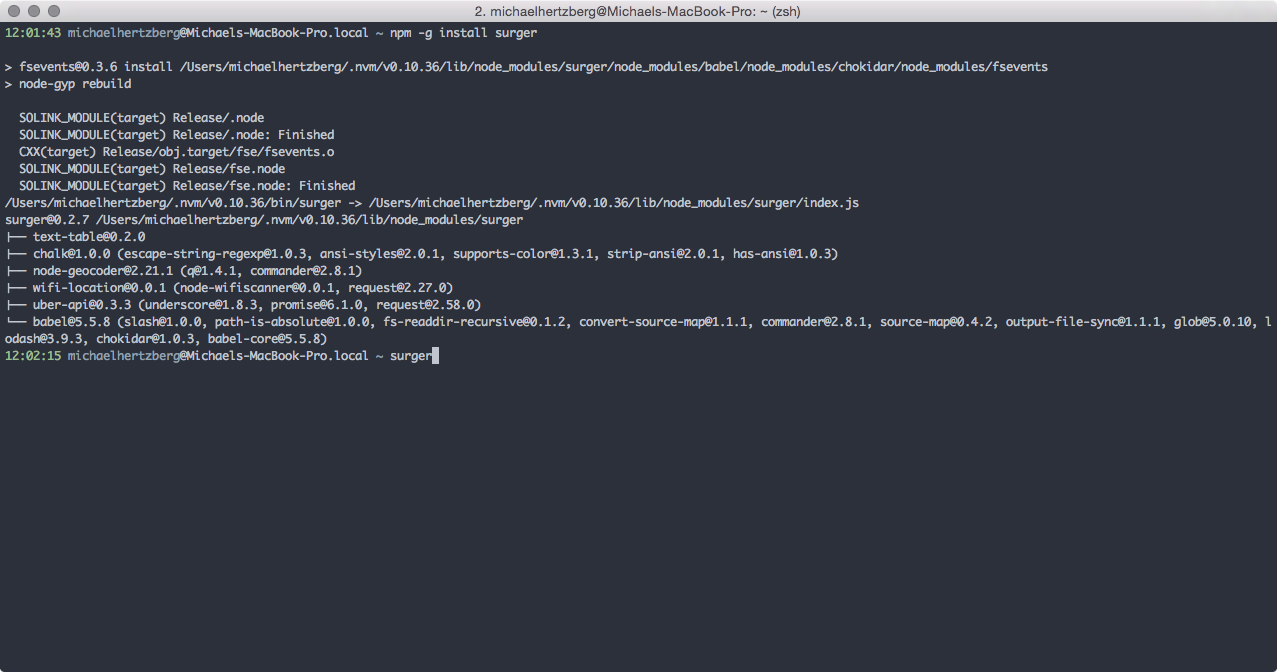 2. michaelhertzberg@Michaels-MacBook-Pro: ~ (zsh)
12:01:43 michaelhertzberg@Michaels-MacBook-Pro.local ~ npm -g install surger
> fsevents@0.3.6 install /Users/michaelhertzberg/.nvm/v0.10.36/lib/node_modules/surger/node_modules/babel/node_modules/chokidar/node_modules/fsevents
> node-gyp rebuild
SOLINK_MODULE(target) Release/.node
SOLINK_MODULE(target) Release/.node: Finished
CXX(target) Release/obj.target/fse/fsevents.o
SOLINK_MODULE(target) Release/fse.node
SOLINK_MODULE(target) Release/fse.node: Finished
/Users/michaelhertzberg/.nvm/v0.10.36/bin/surger -> /Users/michaelhertzberg/.nvm/v0.10.36/lib/node_modules/surger/index.js
surger@0.2.7 /Users/michaelhertzberg/.nvm/v0.10.36/lib/node_modules/surger
├── text-table@0.2.0
├── chalk@1.0.0 (escape-string-regexp@1.0.3, ansi-styles@2.0.1, supports-color@1.3.1, strip-ansi@2.0.1, has-ansi@1.0.3)
├── node-geocoder@2.21.1 (q@1.4.1, commander@2.8.1)
├── wifi-location@0.0.1 (node-wifiscanner@0.0.1, request@2.27.0)
├── uber-api@0.3.3 (underscore@1.8.3, promise@6.1.0, request@2.58.0)
└── babel@5.5.8 (slash@1.0.0, path-is-absolute@1.0.0, fs-readdir-recursive@0.1.2, convert-source-map@1.1.1, commander@2.8.1, source-map@0.4.2, output-file-sync@1.1.1, glob@5.0.10, l
odash@3.9.3, chokidar@1.0.3, babel-core@5.5.8)
12:02:15 michaelhertzberg@Michaels-MacBook-Pro.local ~ surger